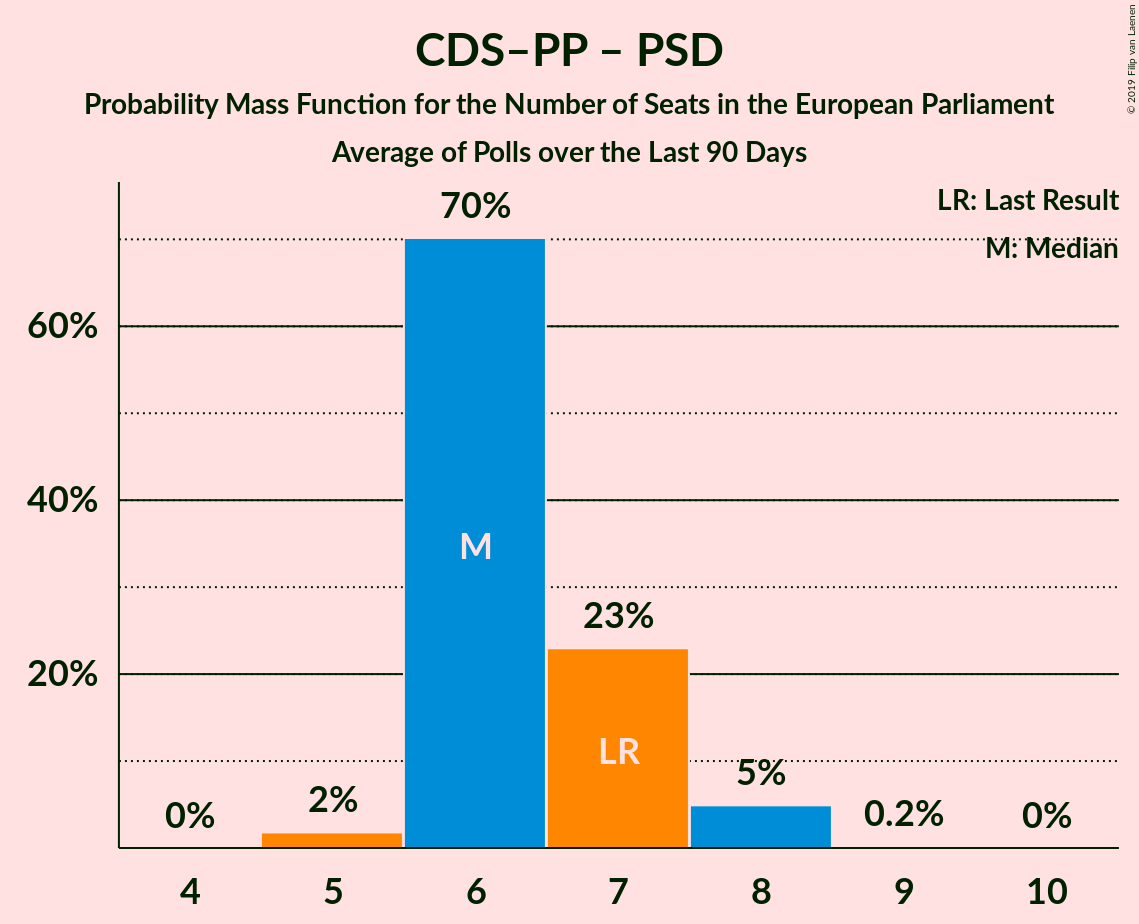 CDS–PP – PSD
Probability Mass Function for the Number of Seats in the European Parliament
Average of Polls over the Last 90 Days
© 2019 Filip van Laenen
LR: Last Result
M: Median
70%
60%
40%
20%
M
23%
LR
0%
2%
5%
0.2%
0%
4 5 6 7 8 9 10